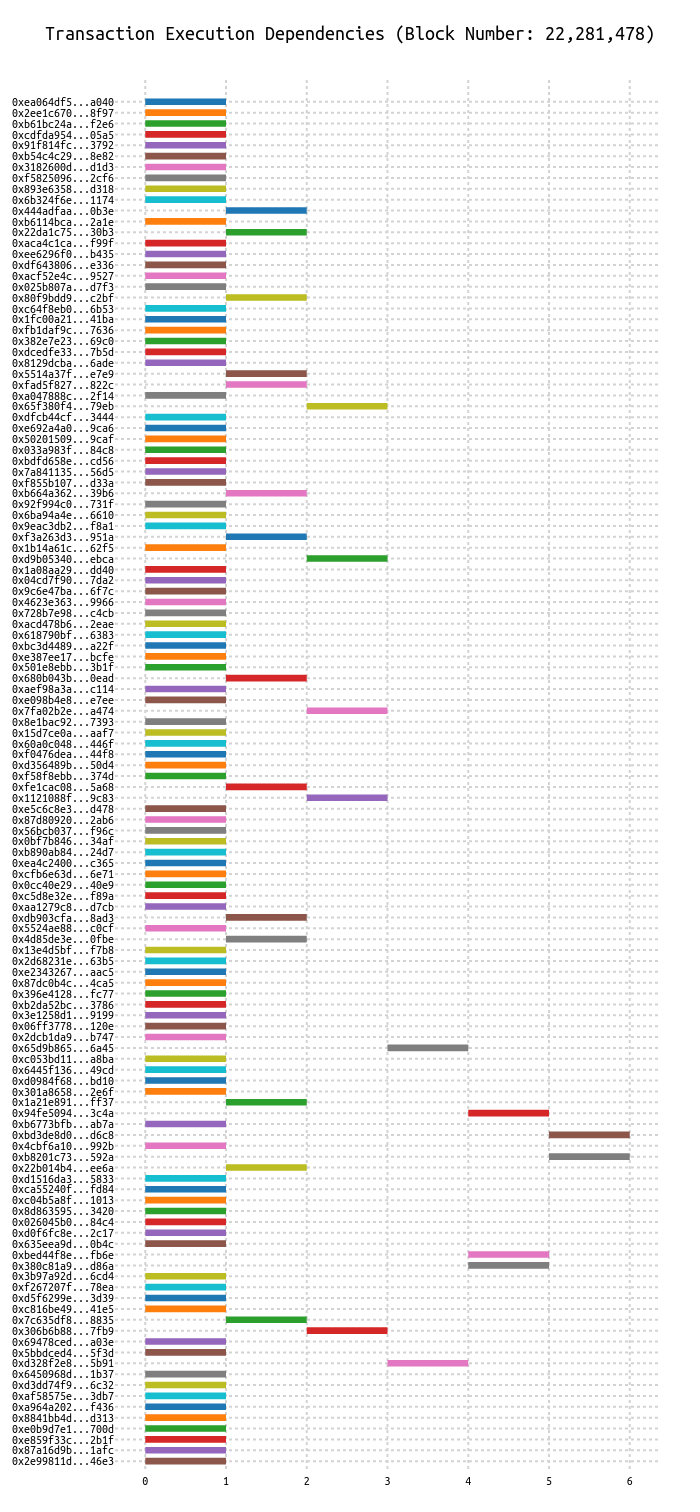 Transaction Execution Dependencies (Block Number: 22,281,478)
0xea064df5...a040
0x2ee1c670...8f97
0xb61bc24a...f2e6
0xcdfda954...05a5
0x91f814fc...3792
0xb54c4c29...8e82
0x3182600d...d1d3
0xf5825096...2cf6
0x893e6358...d318
0x6b324f6e...1174
0x444adfaa...0b3e
0xb6114bca...2a1e
0x22da1c75...30b3
0xaca4c1ca...f99f
0xee6296f0...b435
0xdf643806...e336
0xacf52e4c...9527
0x025b807a...d7f3
0x80f9bdd9...c2bf
0xc64f8eb0...6b53
0x1fc00a21...41ba
0xfb1daf9c...7636
0x382e7e23...69c0
0xdcedfe33...7b5d
0x8129dcba...6ade
0x5514a37f...e7e9
0xfad5f827...822c
0xa047888c...2f14
0x65f380f4...79eb
0xdfcb44cf...3444
0xe692a4a0...9ca6
0x50201509...9caf
0x033a983f...84c8
0xbdfd658e...cd56
0x7a841135...56d5
0xf855b107...d33a
0xb664a362...39b6
0x92f994c0...731f
0x6ba94a4e...6610
0x9eac3db2...f8a1
0xf3a263d3...951a
0x1b14a61c...62f5
0xd9b05340...ebca
0x1a08aa29...dd40
0x04cd7f90...7da2
0x9c6e47ba...6f7c
0x4623e363...9966
0x728b7e98...c4cb
0xacd478b6...2eae
0x618790bf...6383
0xbc3d4489...a22f
0xe387ee17...bcfe
0x501e8ebb...3b1f
0x680b043b...0ead
0xaef98a3a...c114
0xe098b4e8...e7ee
0x7fa02b2e...a474
0x8e1bac92...7393
0x15d7ce0a...aaf7
0x60a0c048...446f
0xf0476dea...44f8
0xd356489b...50d4
0xf58f8ebb...374d
0xfe1cac08...5a68
0x1121088f...9c83
0xe5c6c8e3...d478
0x87d80920...2ab6
0x56bcb037...f96c
0x0bf7b846...34af
0xb890ab84...24d7
0xea4c2400...c365
0xcfb6e63d...6e71
0x0cc40e29...40e9
0xc5d8e32e...f89a
0xaa1279c8...d7cb
0xdb903cfa...8ad3
0x5524ae88...c0cf
0x4d85de3e...0fbe
0x13e4d5bf...f7b8
0x2d68231e...63b5
0xe2343267...aac5
0x87dc0b4c...4ca5
0x396e4128...fc77
0xb2da52bc...3786
0x3e1258d1...9199
0x06ff3778...120e
0x2dcb1da9...b747
0x65d9b865...6a45
0xc053bd11...a8ba
0x6445f136...49cd
0xd0984f68...bd10
0x301a8658...2e6f
0x1a21e891...ff37
0x94fe5094...3c4a
0xb6773bfb...ab7a
0xbd3de8d0...d6c8
0x4cbf6a10...992b
0xb8201c73...592a
0x22b014b4...ee6a
0xd1516da3...5833
0xca55240f...fd84
0xc04b5a8f...1013
0x8d863595...3420
0x026045b0...84c4
0xd0f6fc8e...2c17
0x635eea9d...0b4c
0xbed44f8e...fb6e
0x380c81a9...d86a
0x3b97a92d...6cd4
0xf267207f...78ea
0xd5f6299e...3d39
0xc816be49...41e5
0x7c635df8...8835
0x306b6b88...7fb9
0x69478ced...a03e
0x5bbdced4...5f3d
0xd328f2e8...5b91
0x6450968d...1b37
0xd3dd74f9...6c32
0xaf58575e...3db7
0xa964a202...f436
0x8841bb4d...d313
0xe0b9d7e1...700d
0xe859f33c...2b1f
0x87a16d9b...1afc
0x2e99811d...46e3
0 1 2 3 4 5 6